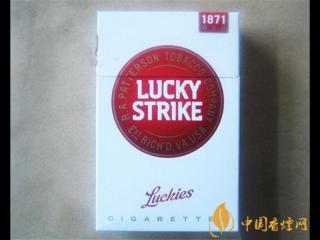 1871
R.A. PATTERSON TOBACCO COMPANY
LUCKY
STRIKE
RICH'D, VA. USA
Luckies
CIGARETTE
中国香烟网